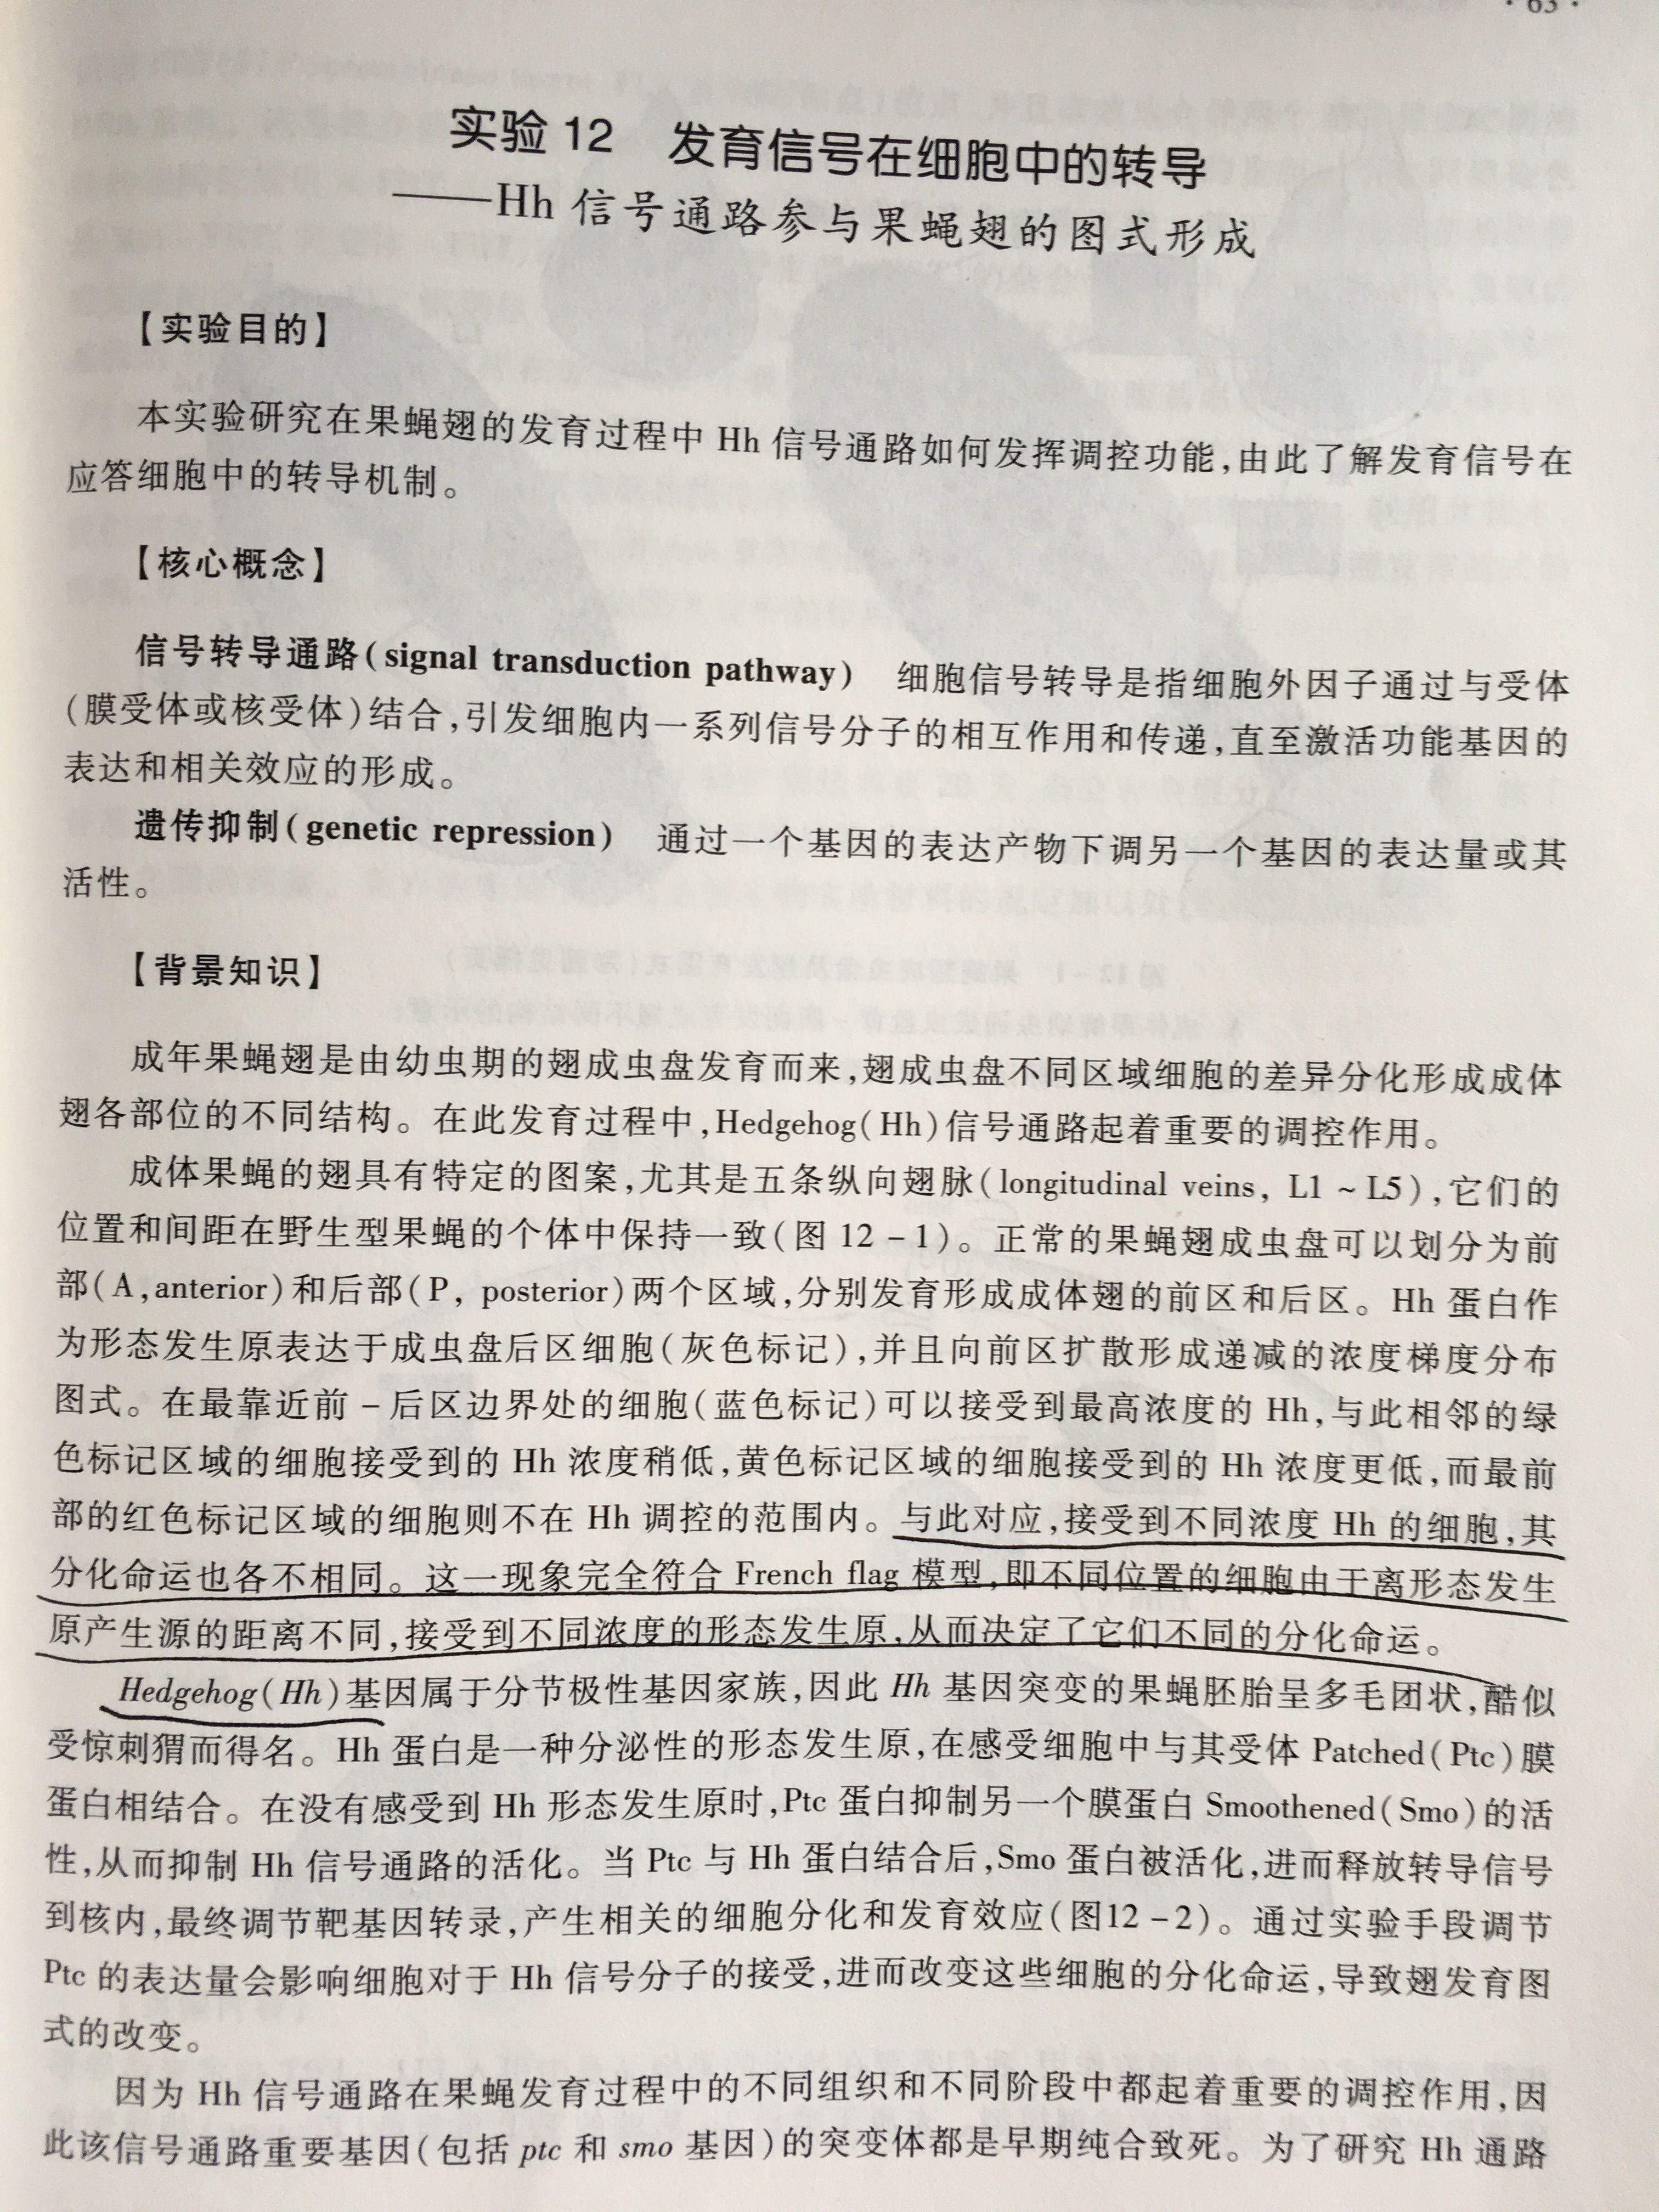 · 63 ·
实验 12 发育信号在细胞中的转导
——Hh 信号通路参与果蝇翅的图式形成
【实验目的】
本实验研究在果蝇翅的发育过程中 Hh 信号通路如何发挥调控功能,由此了解发育信号在
应答细胞中的转导机制。
【核心概念】
信号转导通路(signal transduction pathway) 细胞信号转导是指细胞外因子通过与受体
(膜受体或核受体)结合,引发细胞内一系列信号分子的相互作用和传递,直至激活功能基因的
表达和相关效应的形成。
遗传抑制(genetic repression) 通过一个基因的表达产物下调另一个基因的表达量或其
活性。
【背景知识】
成年果蝇翅是由幼虫期的翅成虫盘发育而来,翅成虫盘不同区域细胞的差异分化形成成体
翅各部位的不同结构。在此发育过程中,Hedgehog(Hh)信号通路起着重要的调控作用。
成体果蝇的翅具有特定的图案,尤其是五条纵向翅脉(longitudinal veins, L1 ~ L5),它们的
位置和间距在野生型果蝇的个体中保持一致(图 12 - 1)。正常的果蝇翅成虫盘可以划分为前
部(A,anterior)和后部(P, posterior)两个区域,分别发育形成成体翅的前区和后区。Hh 蛋白作
为形态发生原表达于成虫盘后区细胞(灰色标记),并且向前区扩散形成递减的浓度梯度分布
图式。在最靠近前 - 后区边界处的细胞(蓝色标记)可以接受到最高浓度的 Hh,与此相邻的绿
色标记区域的细胞接受到的 Hh 浓度稍低,黄色标记区域的细胞接受到的 Hh 浓度更低,而最前
部的红色标记区域的细胞则不在 Hh 调控的范围内。与此对应,接受到不同浓度 Hh 的细胞,其
分化命运也各不相同。这一现象完全符合 French flag 模型,即不同位置的细胞由于离形态发生
原产生源的距离不同,接受到不同浓度的形态发生原,从而决定了它们不同的分化命运。
Hedgehog(Hh)基因属于分节极性基因家族,因此 Hh 基因突变的果蝇胚胎呈多毛团状,酷似
受惊刺猬而得名。Hh 蛋白是一种分泌性的形态发生原,在感受细胞中与其受体 Patched(Ptc)膜
蛋白相结合。在没有感受到 Hh 形态发生原时,Ptc 蛋白抑制另一个膜蛋白 Smoothened(Smo)的活
性,从而抑制 Hh 信号通路的活化。当 Ptc 与 Hh 蛋白结合后,Smo 蛋白被活化,进而释放转导信号
到核内,最终调节靶基因转录,产生相关的细胞分化和发育效应(图12 - 2)。通过实验手段调节
Ptc 的表达量会影响细胞对于 Hh 信号分子的接受,进而改变这些细胞的分化命运,导致翅发育图
式的改变。
因为 Hh 信号通路在果蝇发育过程中的不同组织和不同阶段中都起着重要的调控作用,因
此该信号通路重要基因(包括 ptc 和 smo 基因)的突变体都是早期纯合致死。为了研究 Hh 通路